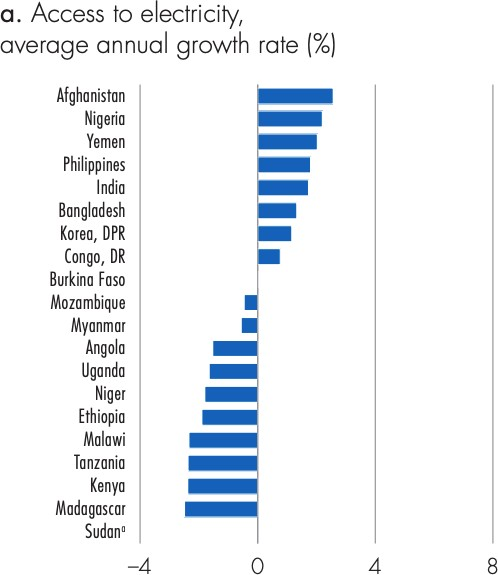 a. Access to electricity,
average annual growth rate (%)
Afghanistan
Nigeria
Yemen
Philippines
India
Bangladesh
Korea, DPR
Congo, DR
Burkina Faso
Mozambique
Myanmar
Angola
Uganda
Niger
Ethiopia
Malawi
Tanzania
Kenya
Madagascar
Sudanᵃ
–4 0 4 8